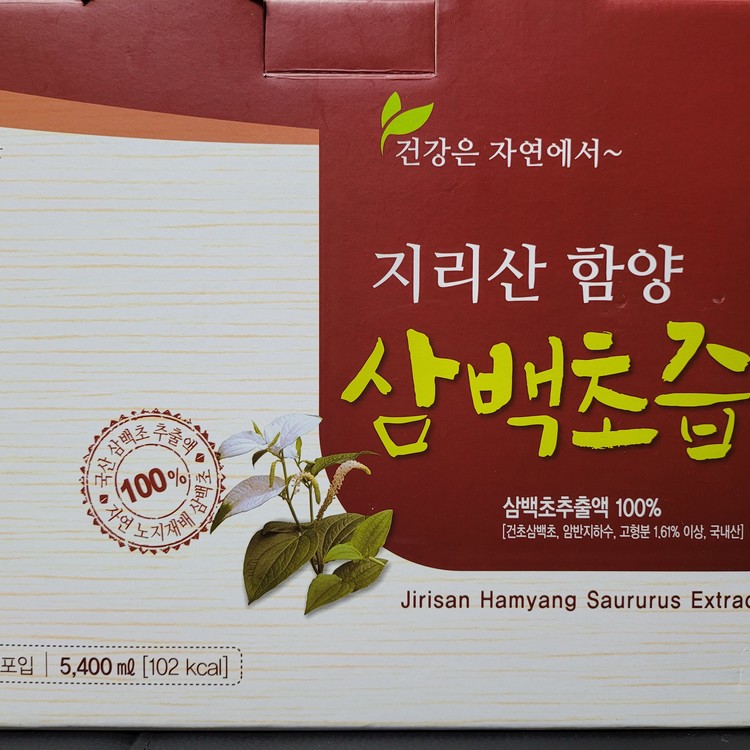 건강은 자연에서~
지리산 함양
삼백초즙
삼백초추출액 100%
[건초삼백초, 암반지하수, 고형분 1.61% 이상, 국내산]
Jirisan Hamyang Saururus Extrac
국산 삼백초 추출액
100%
자연 노지재배 삼백초
포입 | 5,400 ㎖ [102 kcal]